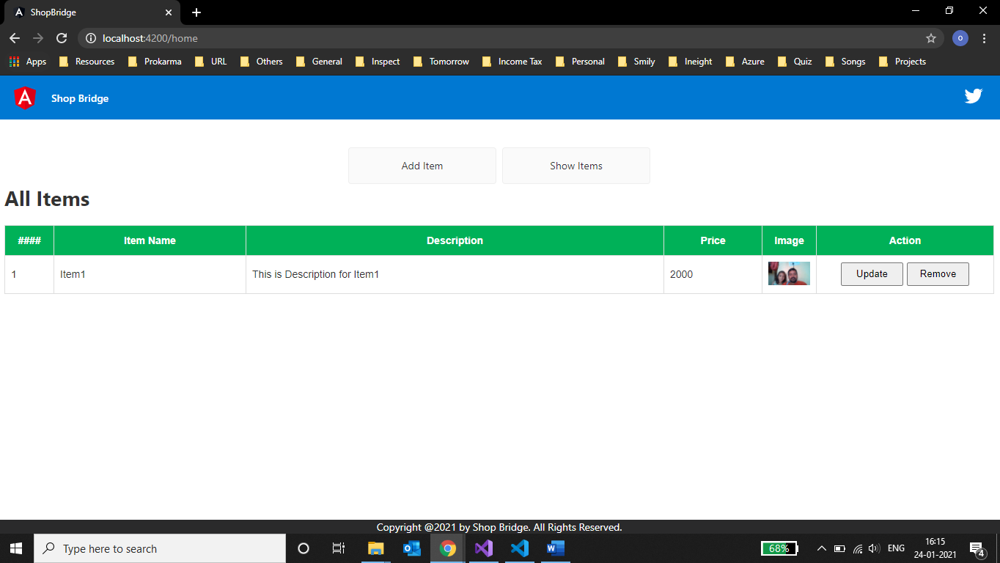 ShopBridge
localhost:4200/home
Apps Resources Prokarma URL Others General Inspect Tomorrow Income Tax Personal Smily Ineight Azure Quiz Songs Projects
Shop Bridge
Add Item Show Items
All Items
#### Item Name Description Price Image Action
1 Item1 This is Description for Item1 2000 Update Remove
Copyright @2021 by Shop Bridge. All Rights Reserved.
Type here to search
68%
ENG
16:15
24-01-2021
4